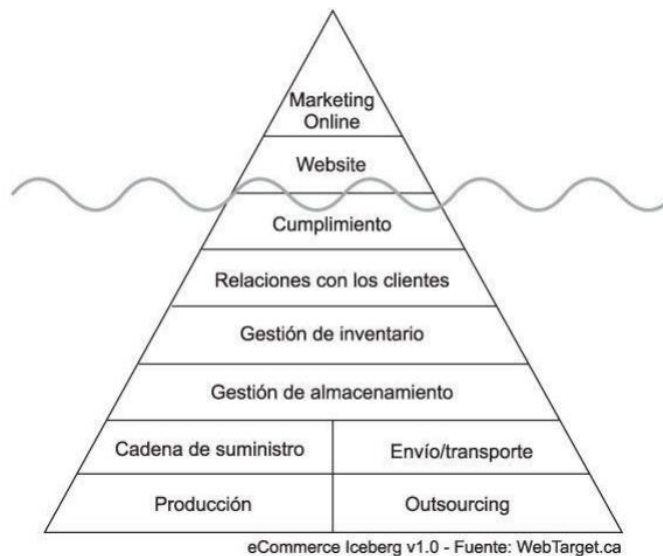 Marketing
Online
Website
Cumplimiento
Relaciones con los clientes
Gestión de inventario
Gestión de almacenamiento
Cadena de suministro
Envío/transporte
Producción
Outsourcing
eCommerce Iceberg v1.0 - Fuente: WebTarget.ca